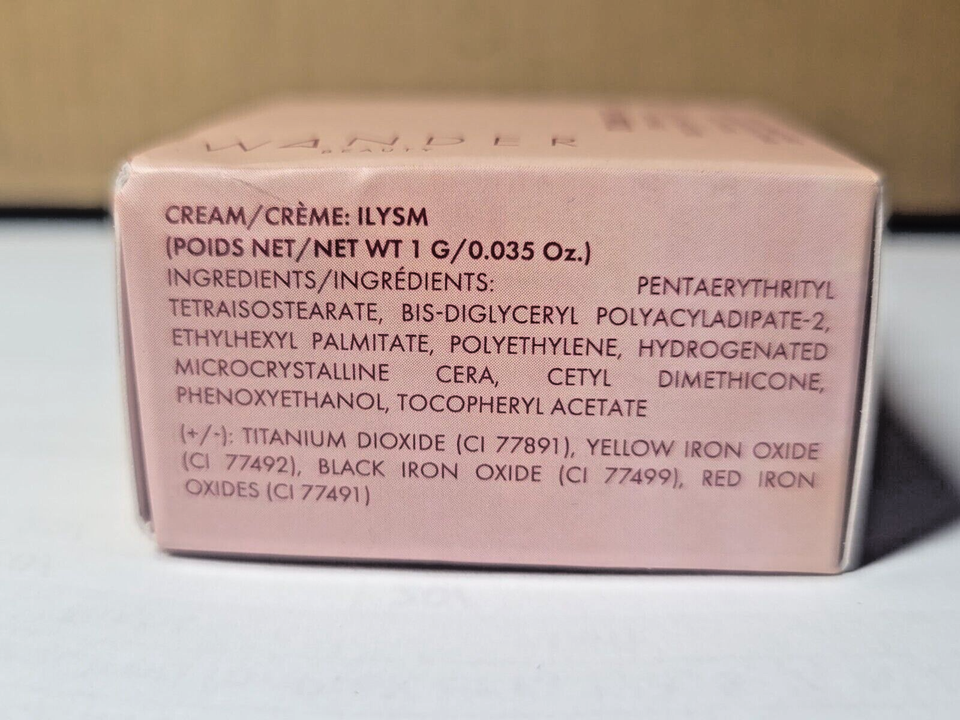 WANDER
BEAUTY
CREAM/CRÈME: ILYSM
(POIDS NET/NET WT 1 G/0.035 Oz.)
INGREDIENTS/INGRÉDIENTS: PENTAERYTHRITYL
TETRAISOSTEARATE, BIS-DIGLYCERYL POLYACYLADIPATE-2,
ETHYLHEXYL PALMITATE, POLYETHYLENE, HYDROGENATED
MICROCRYSTALLINE CERA, CETYL DIMETHICONE,
PHENOXYETHANOL, TOCOPHERYL ACETATE
(+/-): TITANIUM DIOXIDE (CI 77891), YELLOW IRON OXIDE
(CI 77492), BLACK IRON OXIDE (CI 77499), RED IRON
OXIDES (CI 77491)